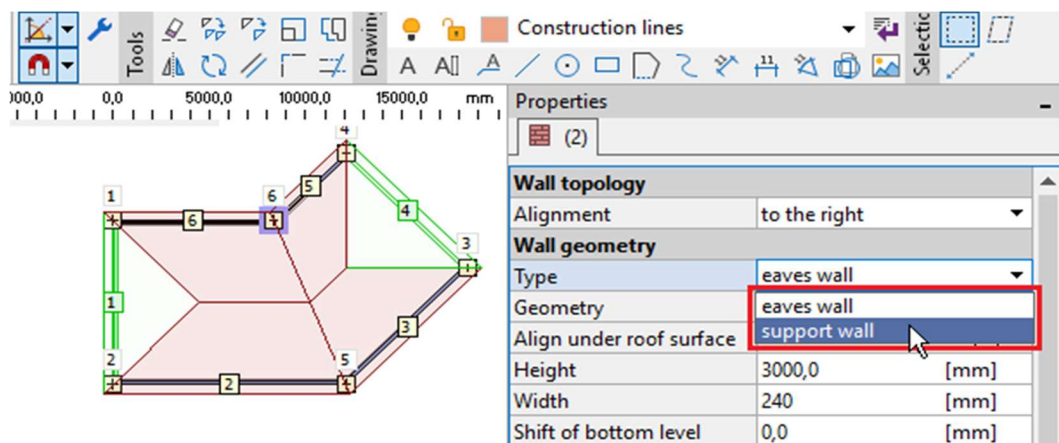 Tools
Drawin
Construction lines
Selectic
A A
000,0 0,0 5000,0 10000,0 15000,0 mm
Properties
(2)
Wall topology
Alignment to the right
Wall geometry
Type eaves wall
eaves wall
support wall
Geometry
Align under roof surface
Height 3000,0 [mm]
Width 240 [mm]
Shift of bottom level 0,0 [mm]
4
5
1
6
6
4
3
1
3
2
5
2